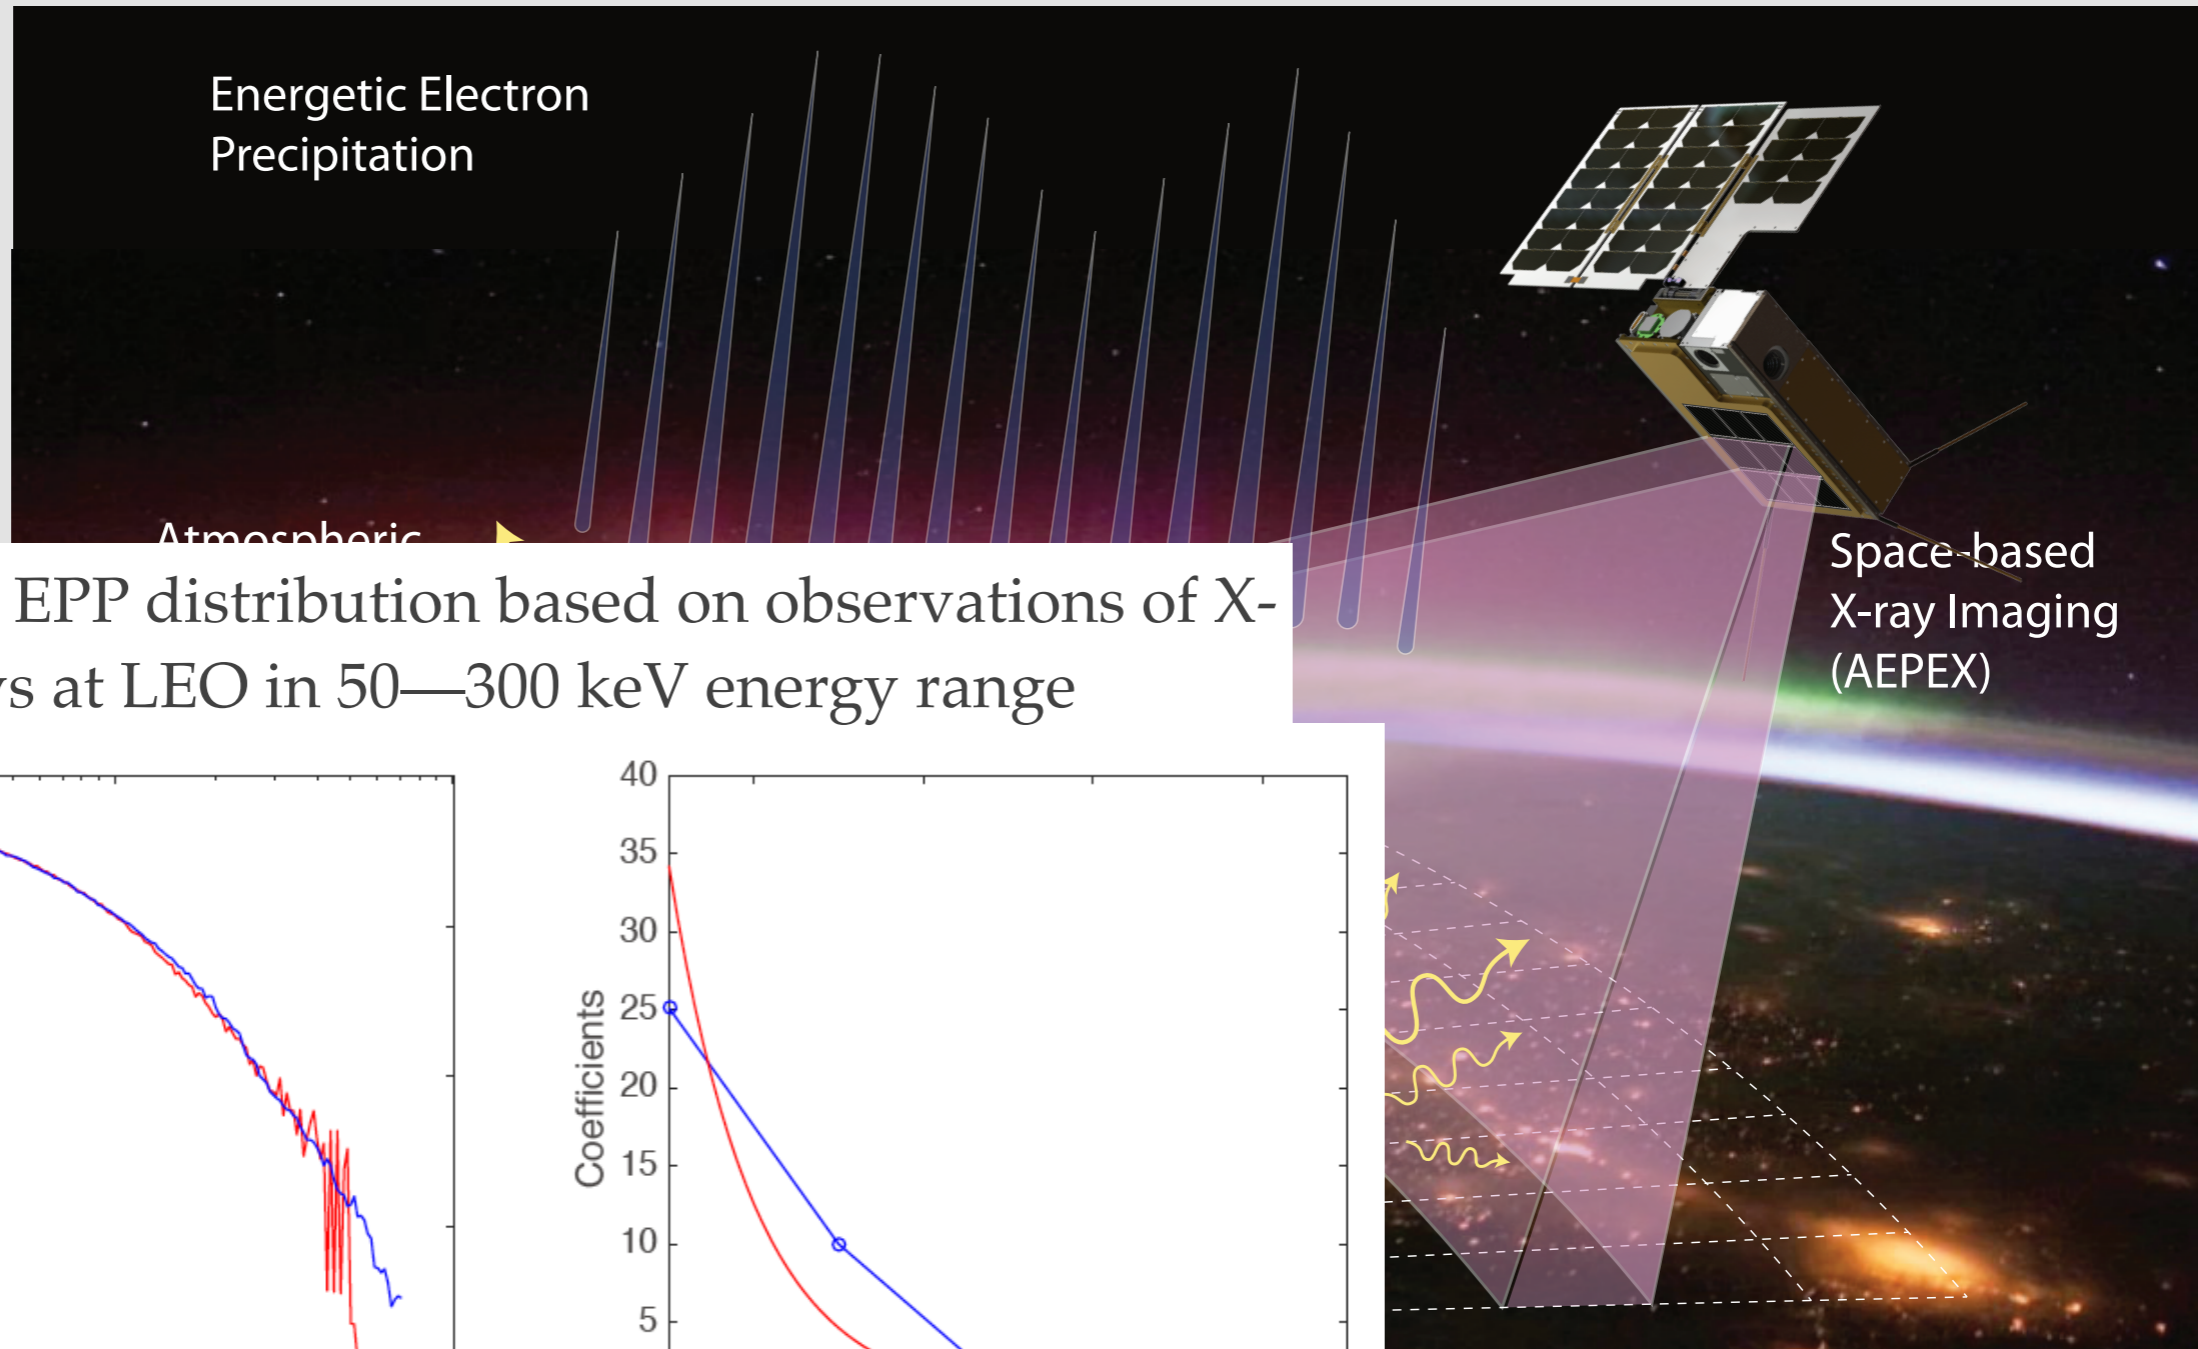 Energetic Electron
Precipitation
Atmospheric
Space-based
X-ray Imaging
(AEPEX)
EPP distribution based on observations of X-
s at LEO in 50—300 keV energy range
40
35
30
25
20
15
10
5
Coefficients